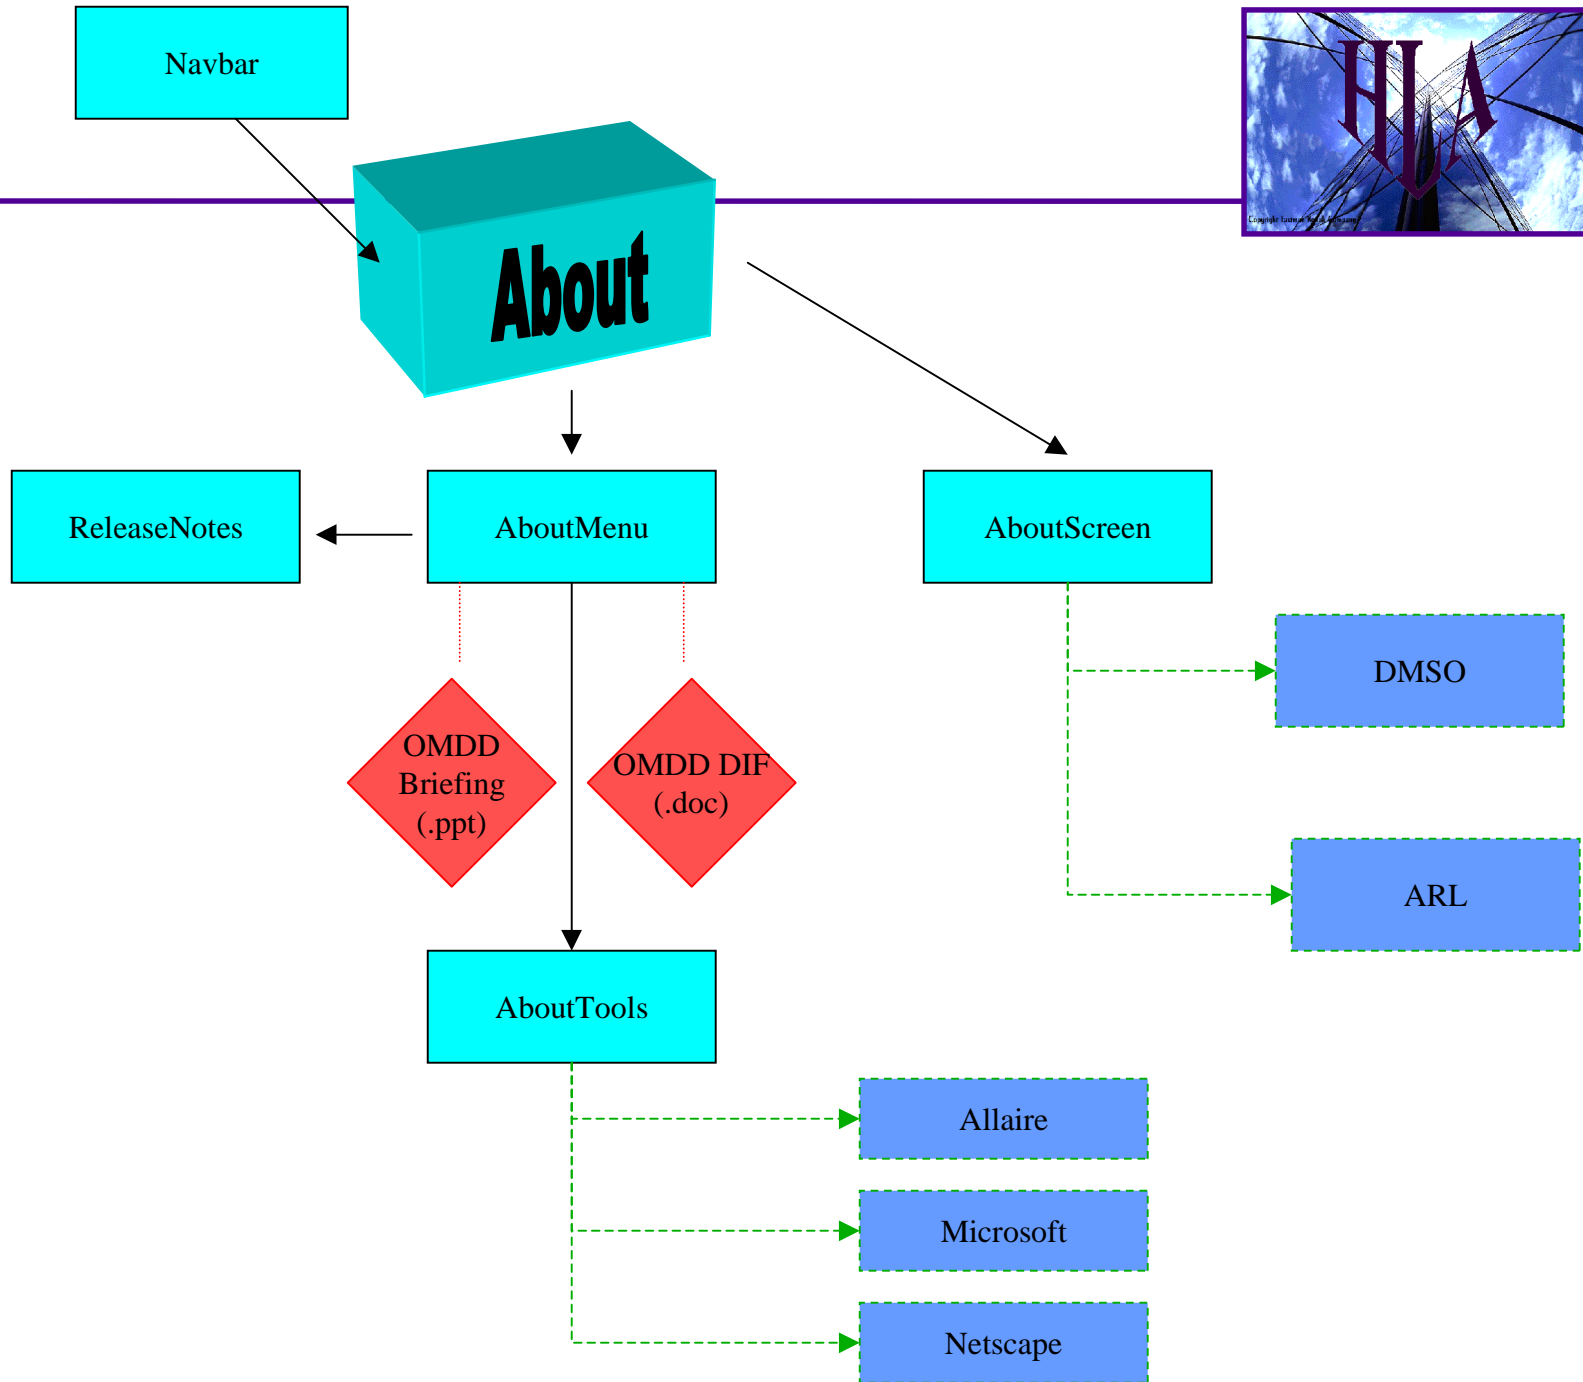 Navbar
HLA
About
ReleaseNotes
AboutMenu
AboutScreen
DMSO
OMDD
Briefing
(.ppt)
OMDD DIF
(.doc)
ARL
AboutTools
Allaire
Microsoft
Netscape